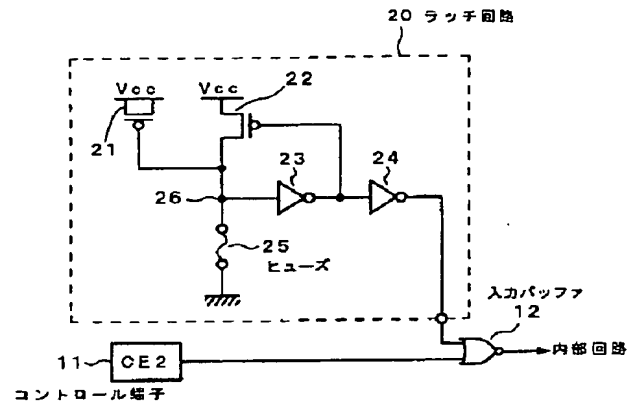 20 ラッチ回路
Vcc
Vcc
22
21
23
24
26
25
ヒューズ
入力バッファ
12
11
CE2
内部回路
コントロール端子